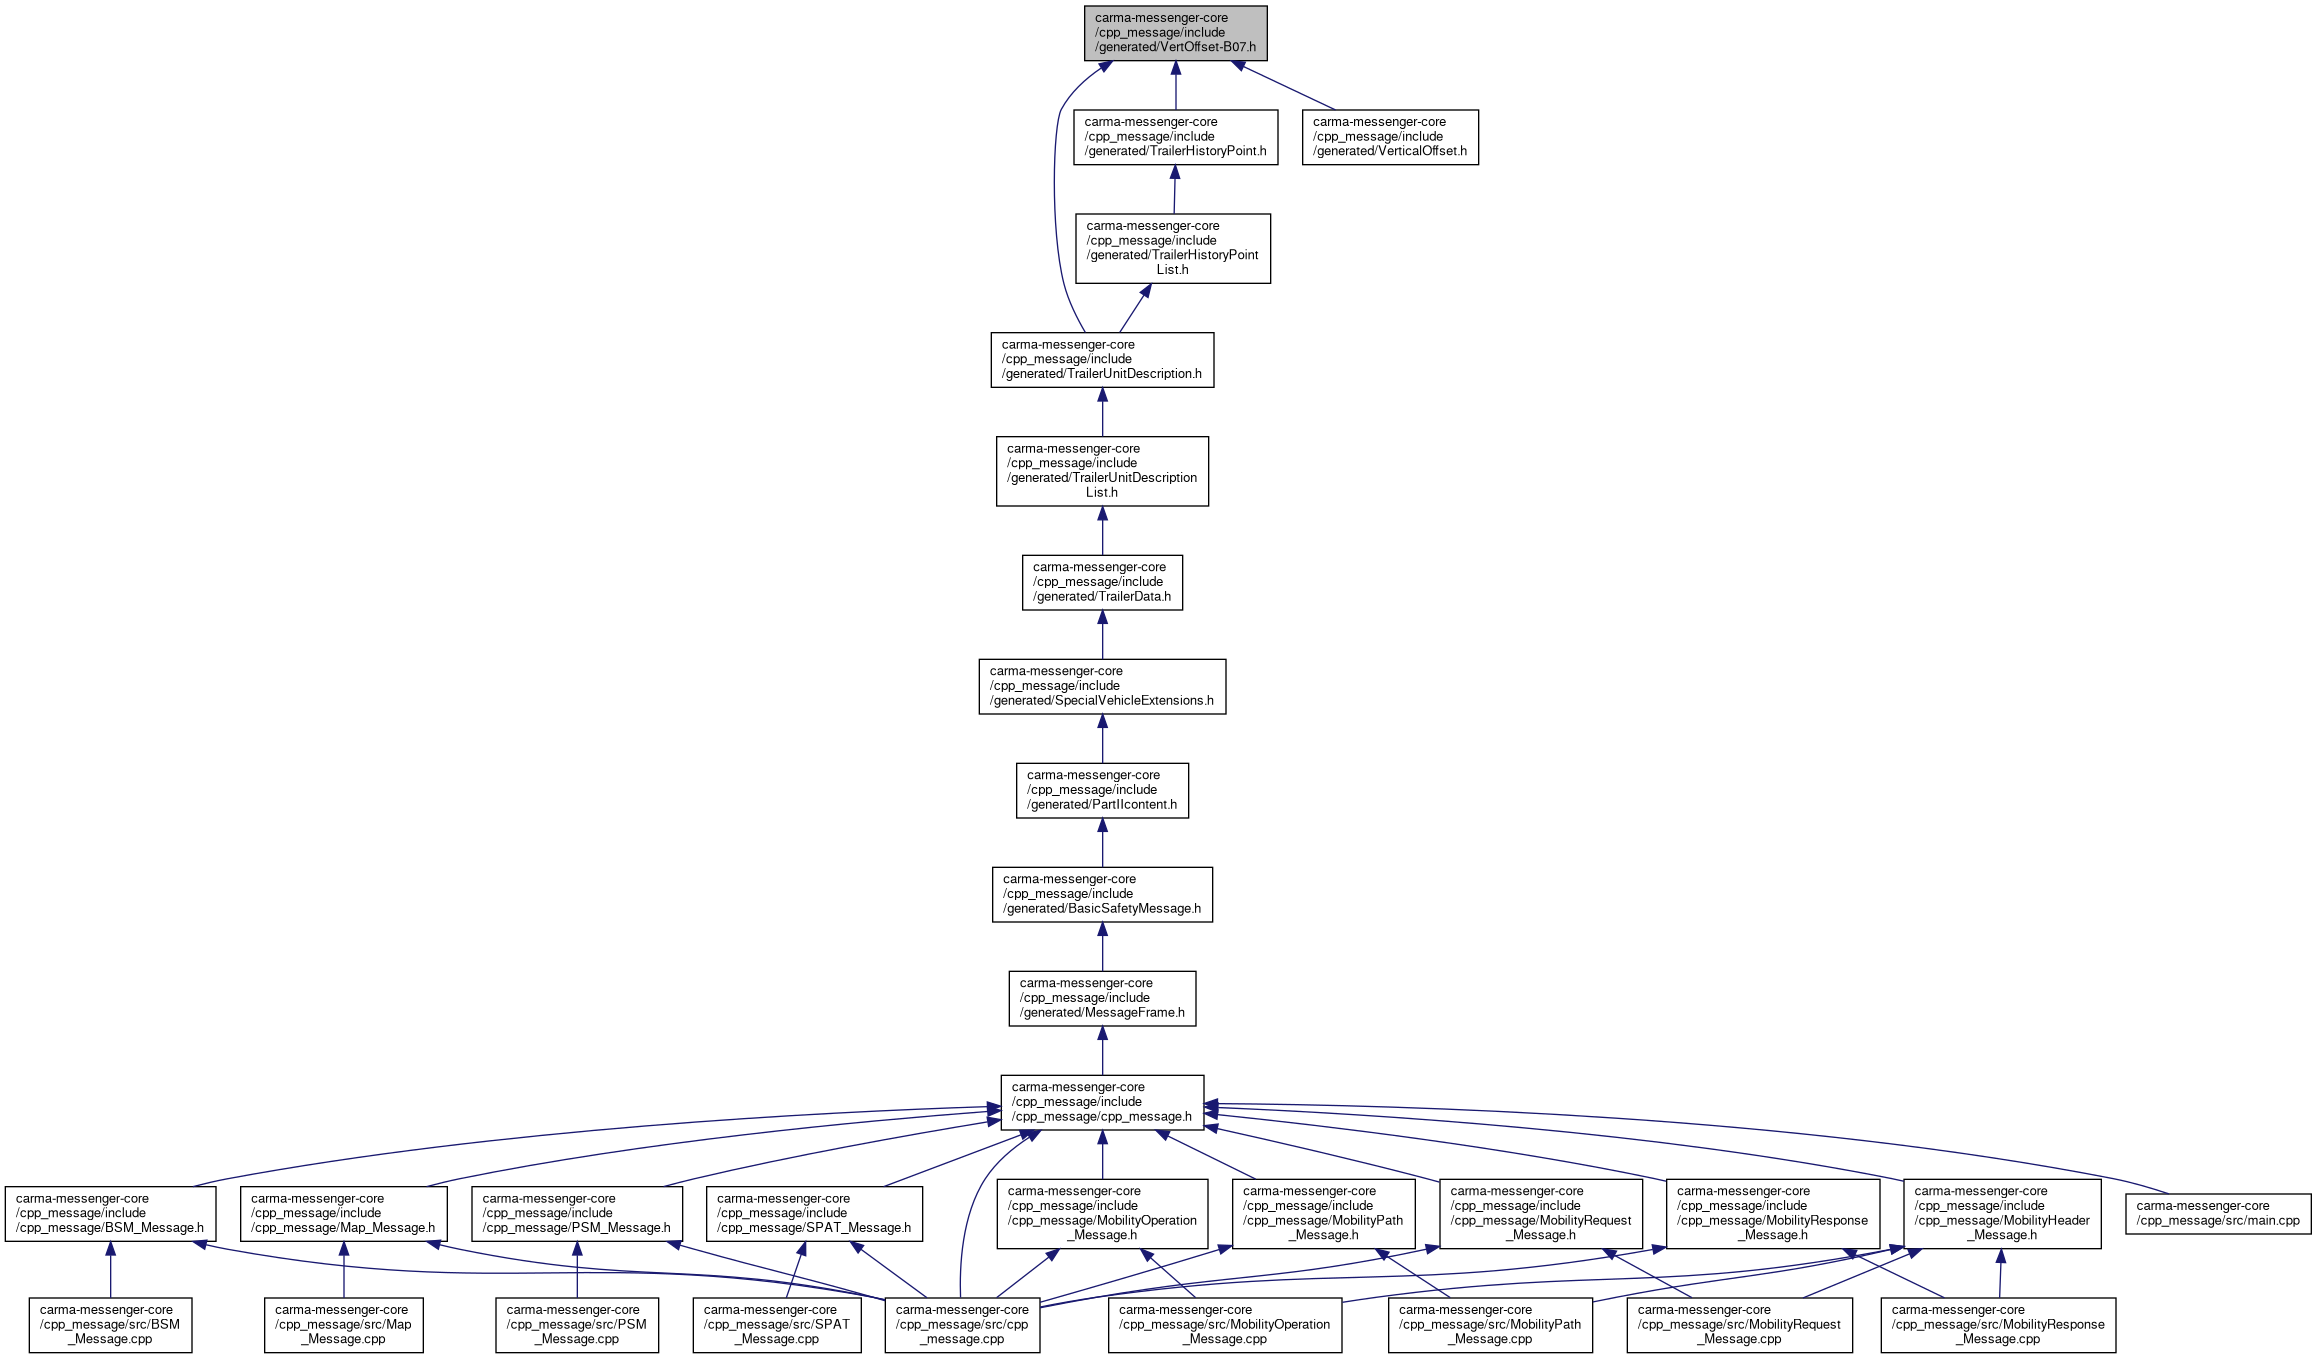 carma-messenger-core
/cpp_message/include
/generated/VertOffset-B07.h
carma-messenger-core
/cpp_message/include
/generated/TrailerHistoryPoint.h
carma-messenger-core
/cpp_message/include
/generated/VerticalOffset.h
carma-messenger-core
/cpp_message/include
/generated/TrailerHistoryPoint
List.h
carma-messenger-core
/cpp_message/include
/generated/TrailerUnitDescription.h
carma-messenger-core
/cpp_message/include
/generated/TrailerUnitDescription
List.h
carma-messenger-core
/cpp_message/include
/generated/TrailerData.h
carma-messenger-core
/cpp_message/include
/generated/SpecialVehicleExtensions.h
carma-messenger-core
/cpp_message/include
/generated/PartIIcontent.h
carma-messenger-core
/cpp_message/include
/generated/BasicSafetyMessage.h
carma-messenger-core
/cpp_message/include
/generated/MessageFrame.h
carma-messenger-core
/cpp_message/include
/cpp_message/cpp_message.h
carma-messenger-core
/cpp_message/include
/cpp_message/BSM_Message.h
carma-messenger-core
/cpp_message/include
/cpp_message/Map_Message.h
carma-messenger-core
/cpp_message/include
/cpp_message/PSM_Message.h
carma-messenger-core
/cpp_message/include
/cpp_message/SPAT_Message.h
carma-messenger-core
/cpp_message/include
/cpp_message/MobilityOperation
_Message.h
carma-messenger-core
/cpp_message/include
/cpp_message/MobilityPath
_Message.h
carma-messenger-core
/cpp_message/include
/cpp_message/MobilityRequest
_Message.h
carma-messenger-core
/cpp_message/include
/cpp_message/MobilityResponse
_Message.h
carma-messenger-core
/cpp_message/include
/cpp_message/MobilityHeader
_Message.h
carma-messenger-core
/cpp_message/src/main.cpp
carma-messenger-core
/cpp_message/src/BSM
_Message.cpp
carma-messenger-core
/cpp_message/src/Map
_Message.cpp
carma-messenger-core
/cpp_message/src/PSM
_Message.cpp
carma-messenger-core
/cpp_message/src/SPAT
_Message.cpp
carma-messenger-core
/cpp_message/src/cpp
_message.cpp
carma-messenger-core
/cpp_message/src/MobilityOperation
_Message.cpp
carma-messenger-core
/cpp_message/src/MobilityPath
_Message.cpp
carma-messenger-core
/cpp_message/src/MobilityRequest
_Message.cpp
carma-messenger-core
/cpp_message/src/MobilityResponse
_Message.cpp